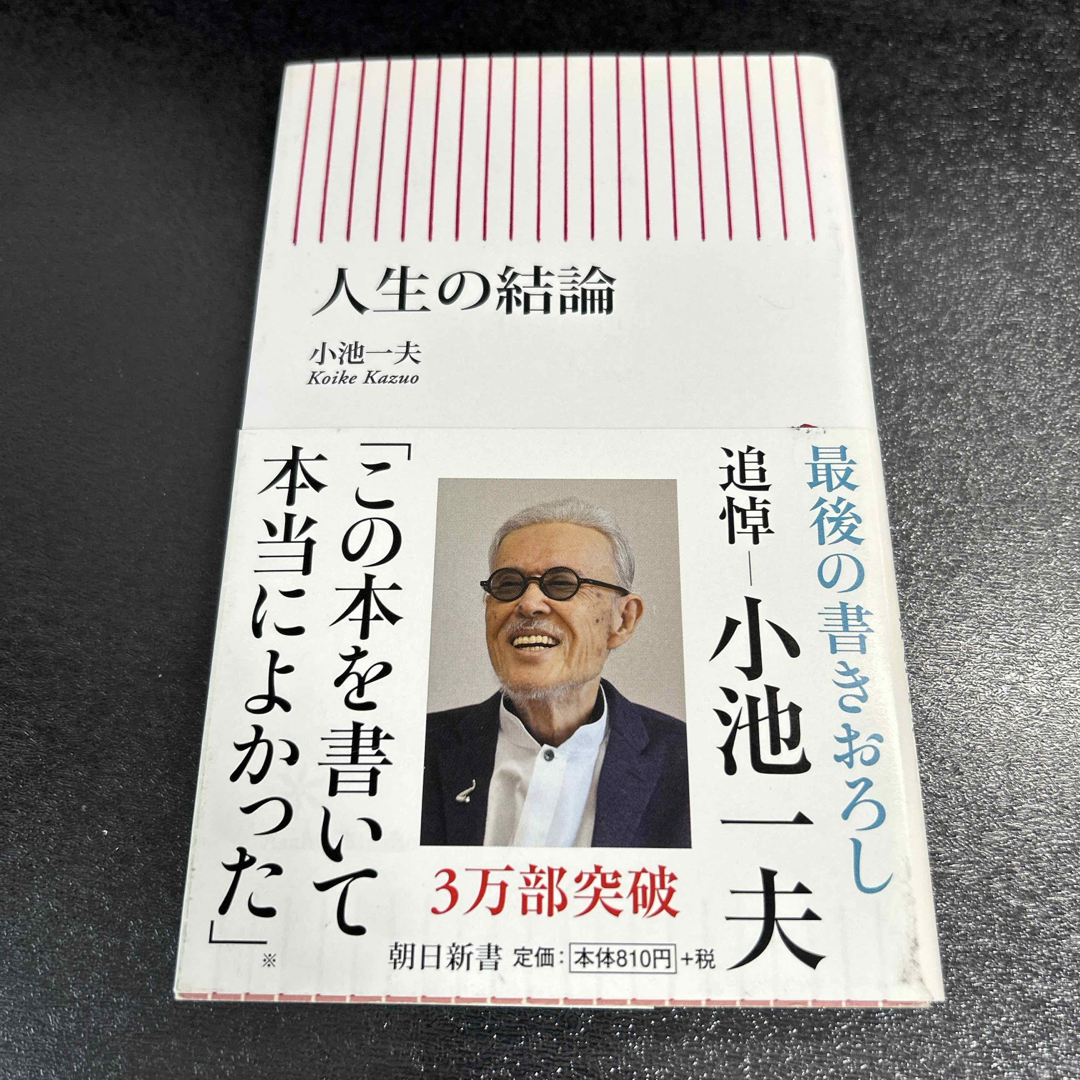 人生の結論
小池一夫
Koike Kazuo
最後の書きおろし
追悼─小池一夫
「この本を書いて
本当によかった」※
3万部突破
朝日新書 定価：本体810円+税